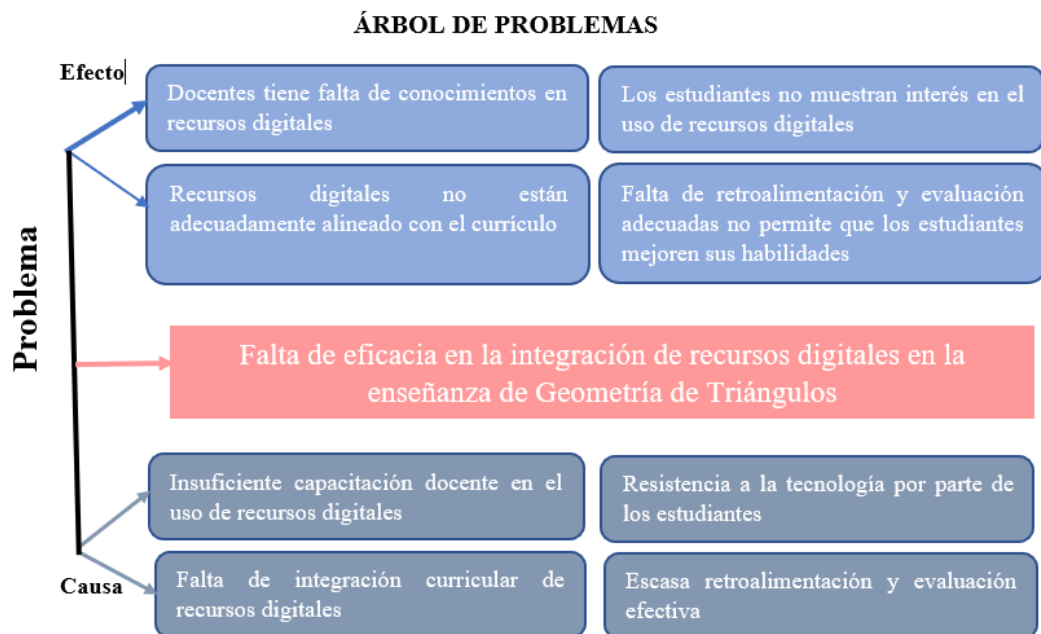 ÁRBOL DE PROBLEMAS
Efecto
Docentes tiene falta de conocimientos en
recursos digitales
Los estudiantes no muestran interés en el
uso de recursos digitales
Recursos digitales no están
adecuadamente alineado con el currículo
Falta de retroalimentación y evaluación
adecuadas no permite que los estudiantes
mejoren sus habilidades
Problema
Falta de eficacia en la integración de recursos digitales en la
enseñanza de Geometría de Triángulos
Insuficiente capacitación docente en el
uso de recursos digitales
Resistencia a la tecnología por parte de
los estudiantes
Causa
Falta de integración curricular de
recursos digitales
Escasa retroalimentación y evaluación
efectiva